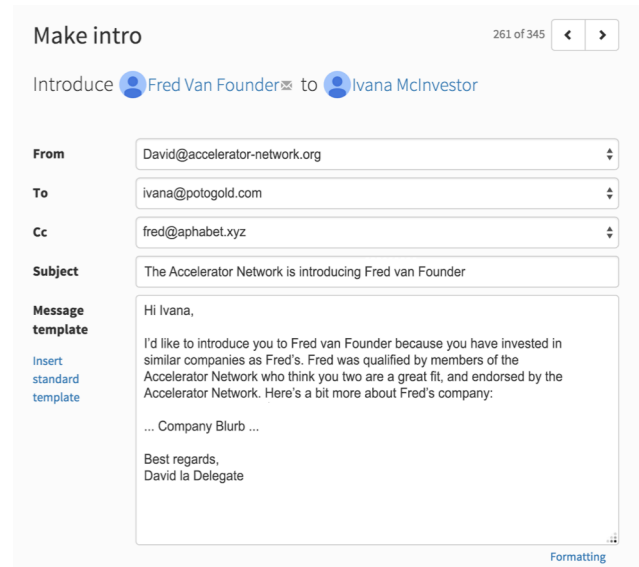 Make intro
261 of 345
Introduce Fred Van Founder to Ivana McInvestor
From
David@accelerator-network.org
To
ivana@potogold.com
Cc
fred@aphabet.xyz
Subject
The Accelerator Network is introducing Fred van Founder
Message
template
Insert
standard
template
Hi Ivana,
I'd like to introduce you to Fred van Founder because you have invested in
similar companies as Fred's. Fred was qualified by members of the
Accelerator Network who think you two are a great fit, and endorsed by the
Accelerator Network. Here's a bit more about Fred's company:
... Company Blurb ...
Best regards,
David la Delegate
Formatting